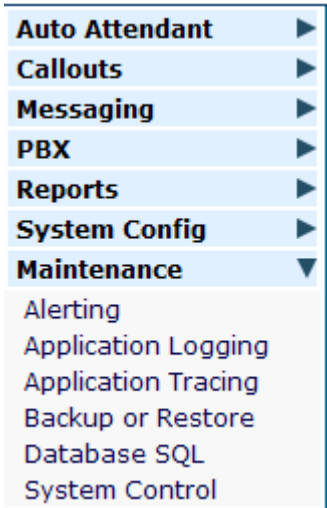 Auto Attendant
Callouts
Messaging
PBX
Reports
System Config
Maintenance
Alerting
Application Logging
Application Tracing
Backup or Restore
Database SQL
System Control